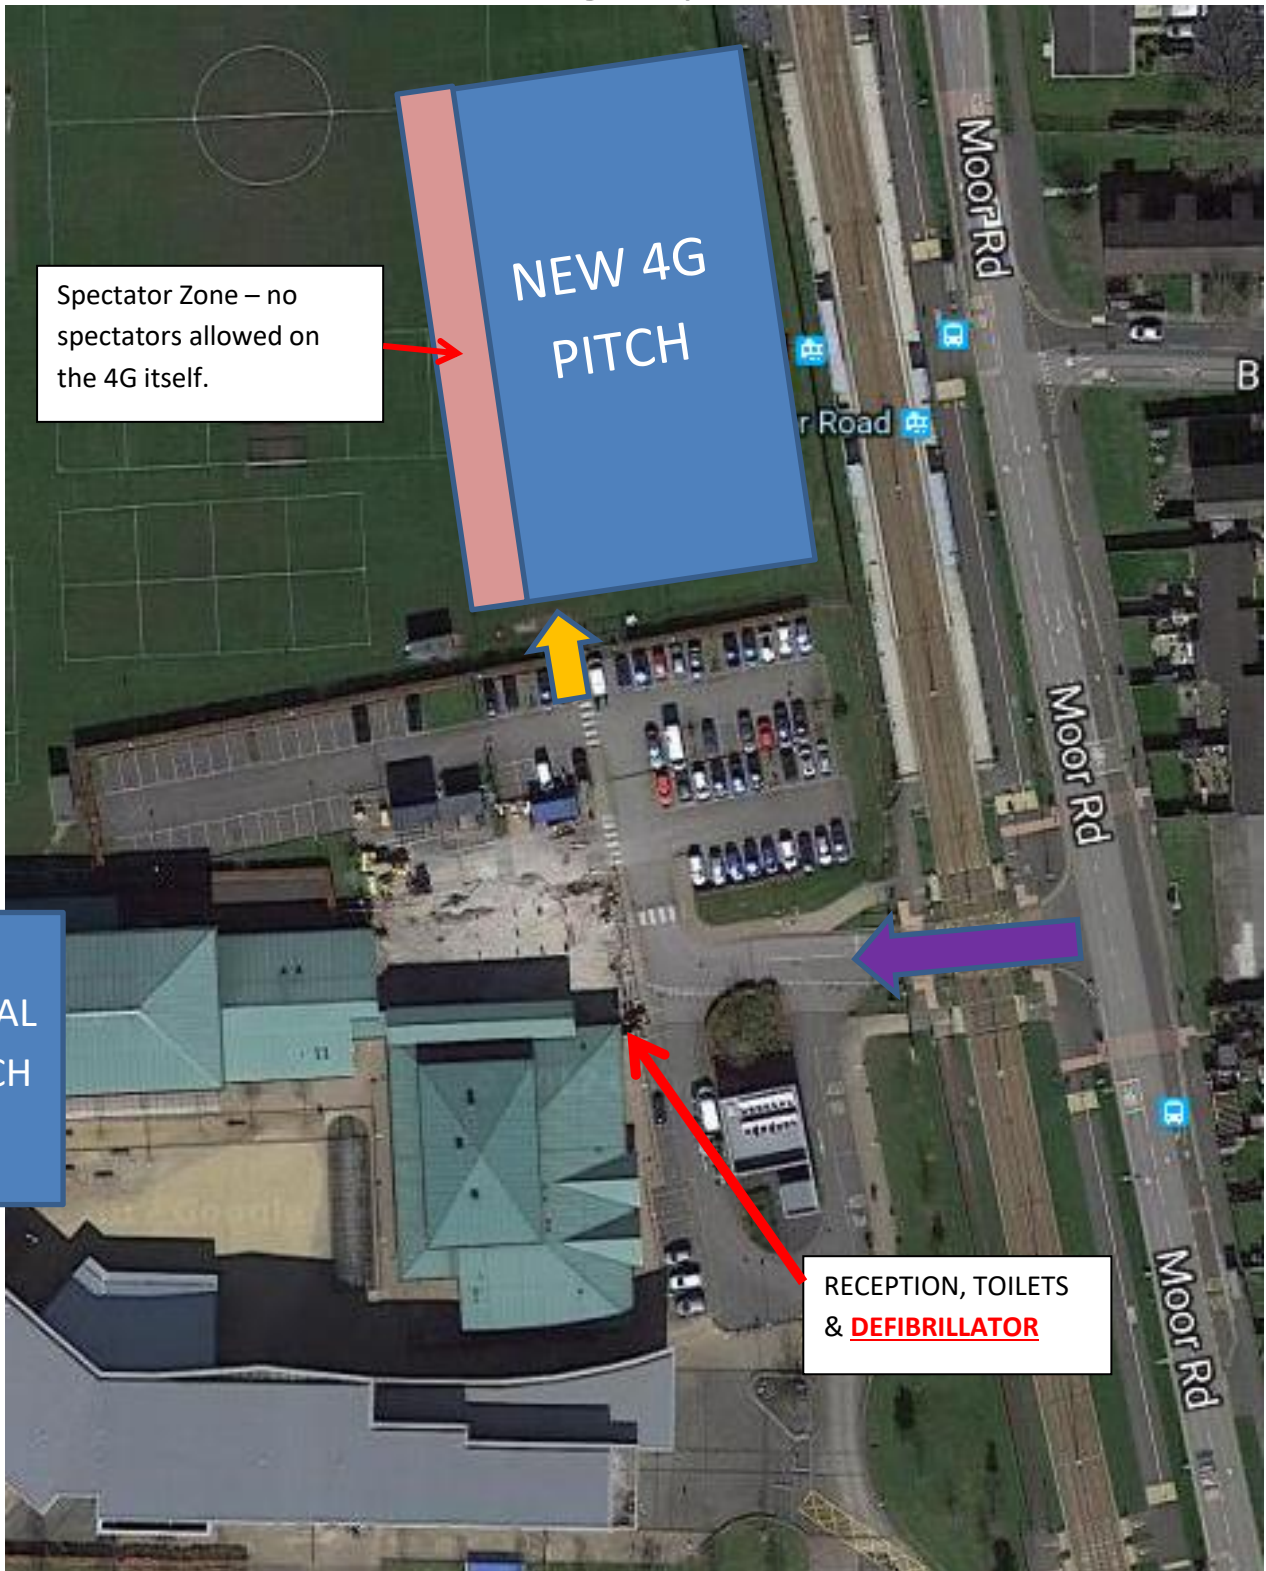 Moor Rd
Spectator Zone – no
spectators allowed on
the 4G itself.
NEW 4G
PITCH
B
r Road
Moor Rd
AL
CH
Google
RECEPTION, TOILETS
& DEFIBRILLATOR
Moor Rd